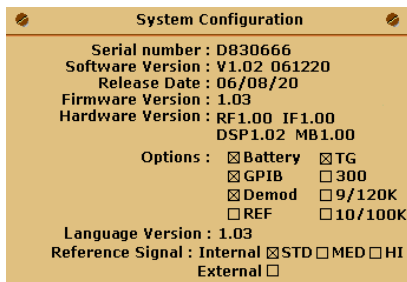 System Configuration
Serial number : D830666
Software Version : V1.02 061220
Release Date : 06/08/20
Firmware Version : 1.03
Hardware Version : RF1.00 IF1.00
DSP1.02 MB1.00
Options : ☒ Battery ☒ TG
☒ GPIB ☐ 300
☒ Demod ☐ 9/120K
☐ REF ☐ 10/100K
Language Version : 1.03
Reference Signal : Internal ☒ STD ☐ MED ☐ HI
External ☐